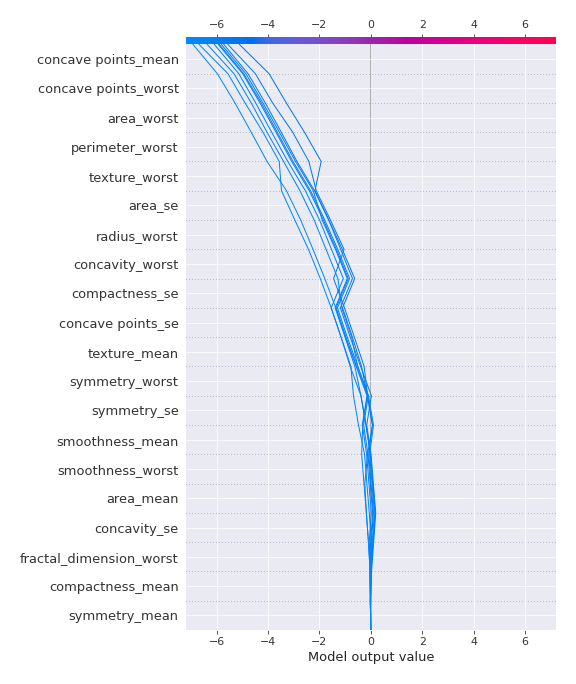 −6 −4 −2 0 2 4 6
concave points_mean
concave points_worst
area_worst
perimeter_worst
texture_worst
area_se
radius_worst
concavity_worst
compactness_se
concave points_se
texture_mean
symmetry_worst
symmetry_se
smoothness_mean
smoothness_worst
area_mean
concavity_se
fractal_dimension_worst
compactness_mean
symmetry_mean
−6 −4 −2 0 2 4 6
Model output value